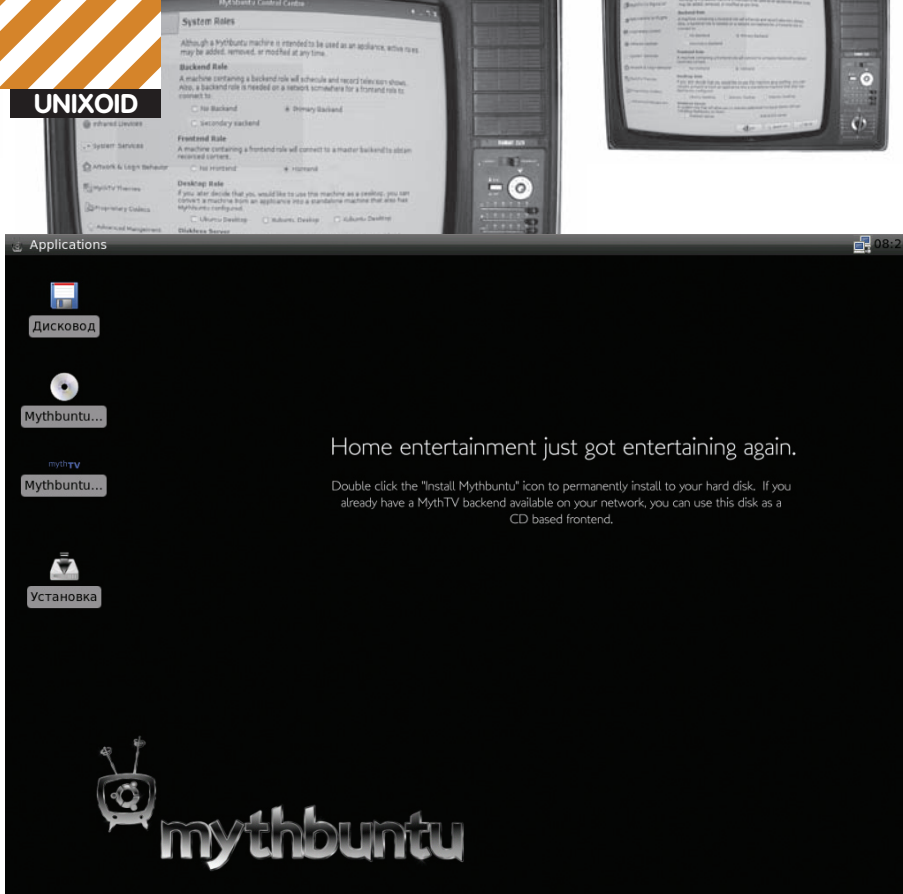 UNIXOID
Mythbuntu Control Centre
System Roles
Although a Mythbuntu machine is intended to be used as an appliance, active roles
may be added, removed, or modified at any time.
Backend Role
A machine containing a backend role will schedule and record television shows.
Also, a backend role is needed on a network somewhere for a frontend role to
connect to.
No Backend
Primary Backend
Secondary Backend
Frontend Role
A machine containing a frontend role will connect to a master backend to obtain
recorded content.
No Frontend
Frontend
Desktop Role
If you later decide that you would like to use this machine as a desktop, you can
convert a machine from an appliance into a standalone machine that also has
Mythbuntu configured.
Ubuntu Desktop
Kubuntu Desktop
Xubuntu Desktop
Diskless Server
Infrared Devices
System Services
Artwork & Login Behavior
MythTV Themes
Proprietary Codecs
Advanced Management
Applications
08:2
Дисковод
Mythbuntu...
mythTV
Mythbuntu...
Установка
Home entertainment just got entertaining again.
Double click the "Install Mythbuntu" icon to permanently install to your hard disk. If you
already have a MythTV backend available on your network, you can use this disk as a
CD based frontend.
mythbuntu